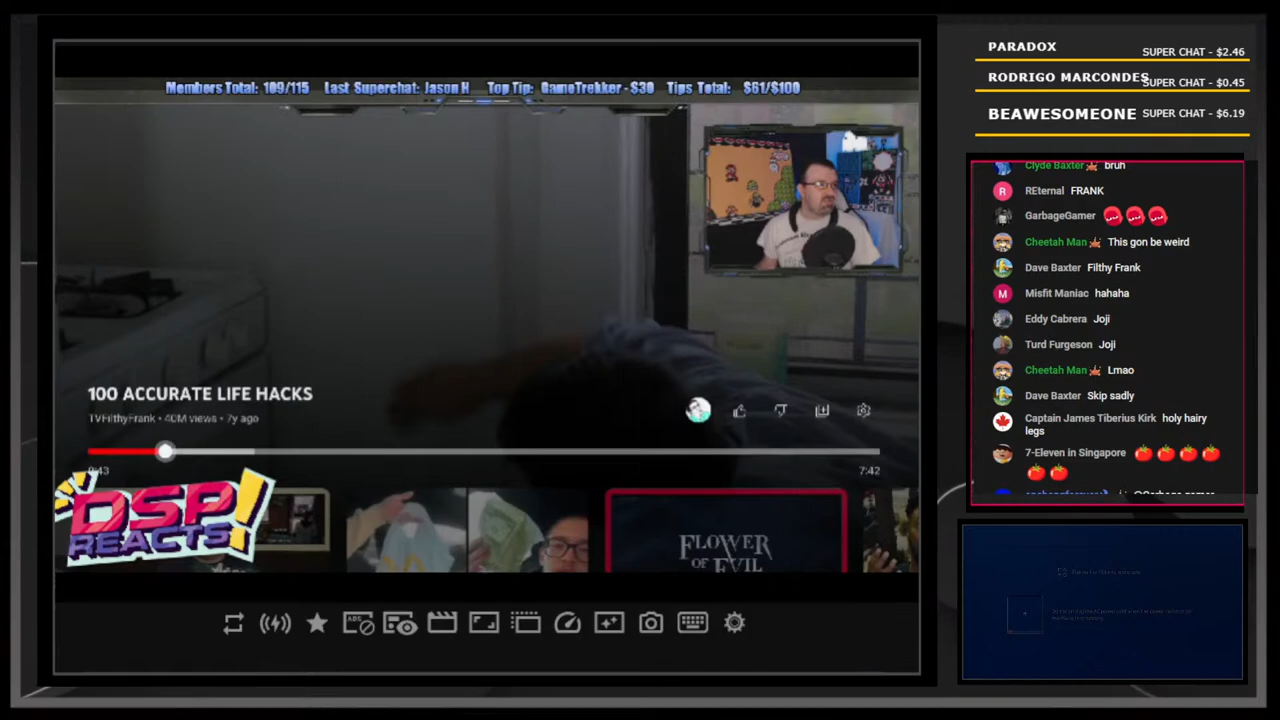 Members Total: 109/115 Last Superchat: Jason H Top Tip: GameTrekker - $30 Tips Total: $61/$100
100 ACCURATE LIFE HACKS
TVFilthyFrank • 40M views • 7y ago
0:43
7:42
DSP
REACTS!
FLOWER
OF EVIL
ADS
PARADOX SUPER CHAT - $2.46
RODRIGO MARCONDES SUPER CHAT - $0.45
BEAWESOMEONE SUPER CHAT - $6.19
Clyde Baxter bruh
R REternal FRANK
GarbageGamer
Cheetah Man This gon be weird
Dave Baxter Filthy Frank
M Misfit Maniac hahaha
Eddy Cabrera Joji
Turd Furgeson Joji
Cheetah Man Lmao
Dave Baxter Skip sadly
Captain James Tiberius Kirk holy hairy
legs
7-Eleven in Singapore